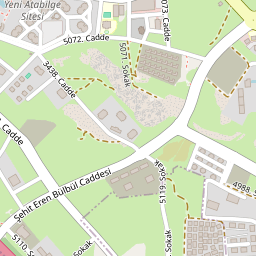 Yeni Atabilge
Sitesi
5072. Cadde
5073. Cadde
5071. Sokak
3438. Cadde
Cadde
Şehit Eren Bülbül Caddesi
5119. Sokak
4988. S
5110.
Sokak
Sokak